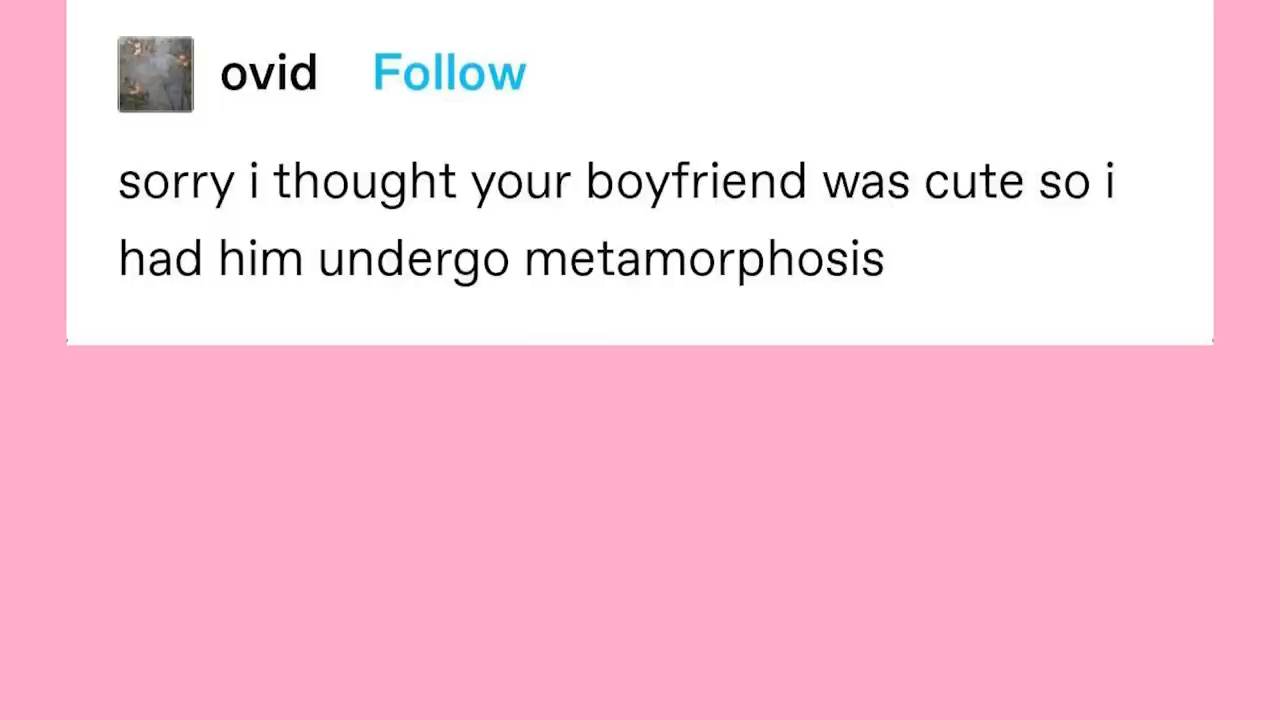 ovid Follow
sorry i thought your boyfriend was cute so i
had him undergo metamorphosis